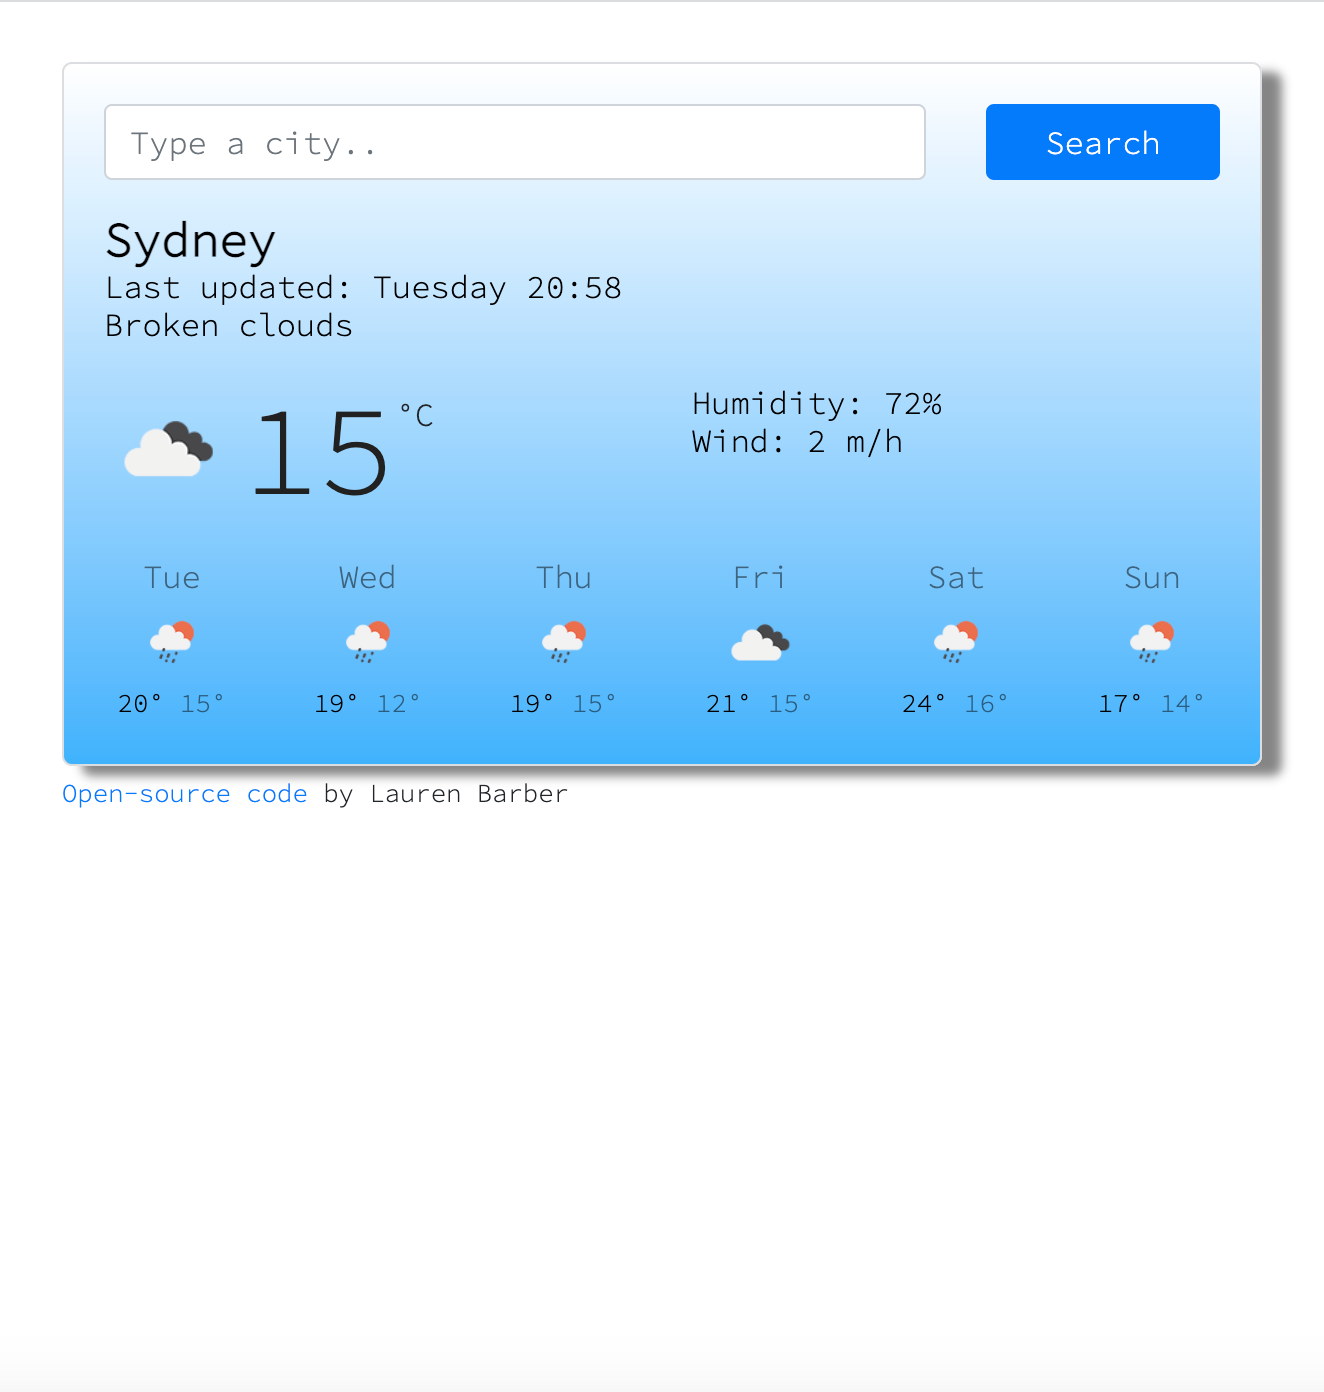 Type a city..
Search
Sydney
Last updated: Tuesday 20:58
Broken clouds
15 °C
Humidity: 72%
Wind: 2 m/h
Tue Wed Thu Fri Sat Sun
20° 15° 19° 12° 19° 15° 21° 15° 24° 16° 17° 14°
Open-source code by Lauren Barber